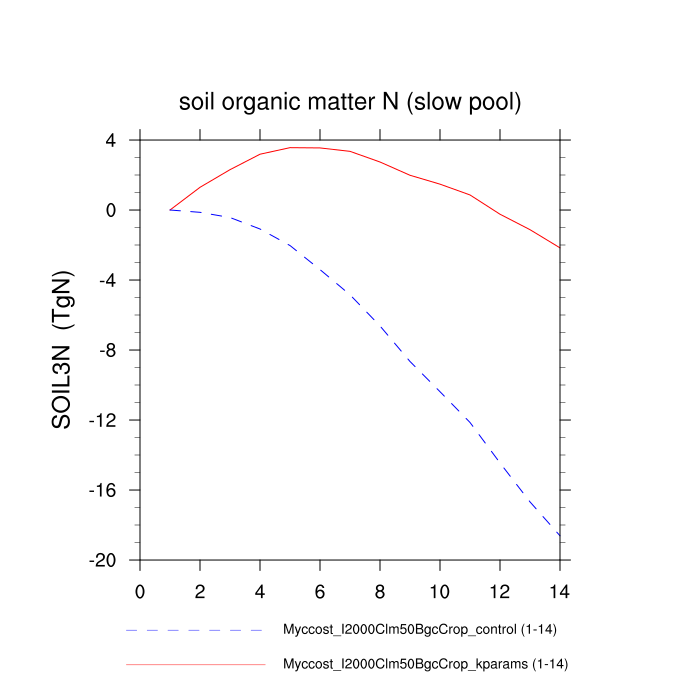 soil organic matter N (slow pool)
SOIL3N (TgN)
4
0
-4
-8
-12
-16
-20
0 2 4 6 8 10 12 14
Myccost_I2000Clm50BgcCrop_control (1-14)
Myccost_I2000Clm50BgcCrop_kparams (1-14)